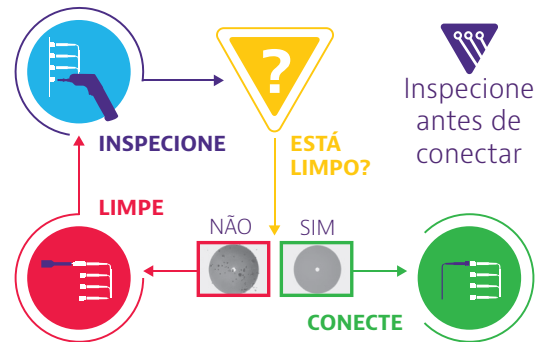 ?
Inspecione
antes de
conectar
INSPECIONE
ESTÁ
LIMPO?
LIMPE
NÃO
SIM
CONECTE